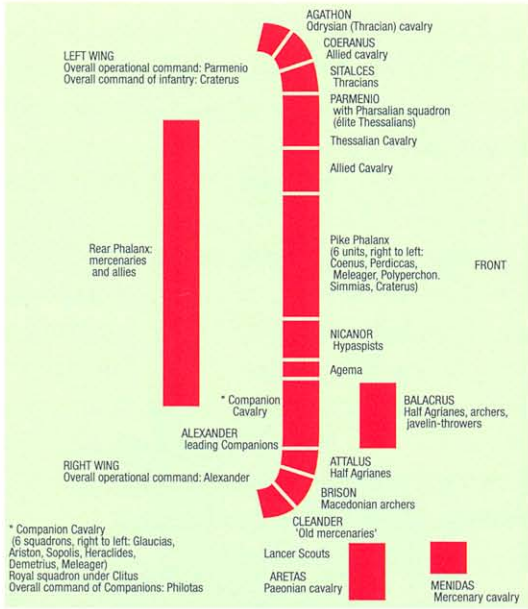 AGATHON
Odrysian (Thracian) cavalry
COERANUS
Allied cavalry
LEFT WING
Overall operational command: Parmenio
Overall command of infantry: Craterus
SITALCES
Thracians
PARMENIO
with Pharsalian squadron
(élite Thessalians)
Thessalian Cavalry
Allied Cavalry
Rear Phalanx:
mercenaries
and allies
Pike Phalanx
(6 units, right to left:
Coenus, Perdiccas,
Meleager, Polyperchon.
Simmias, Craterus)
FRONT
NICANOR
Hypaspists
Agema
* Companion
Cavalry
BALACRUS
Half Agrianes, archers,
javelin-throwers
ALEXANDER
leading Companions
RIGHT WING
Overall operational command: Alexander
ATTALUS
Half Agrianes
BRISON
Macedonian archers
CLEANDER
'Old mercenaries'
* Companion Cavalry
(6 squadrons, right to left: Glaucias,
Ariston, Sopolis, Heraclides,
Demetrius, Meleager)
Royal squadron under Clitus
Overall command of Companions: Philotas
Lancer Scouts
ARETAS
Paeonian cavalry
MENIDAS
Mercenary cavalry